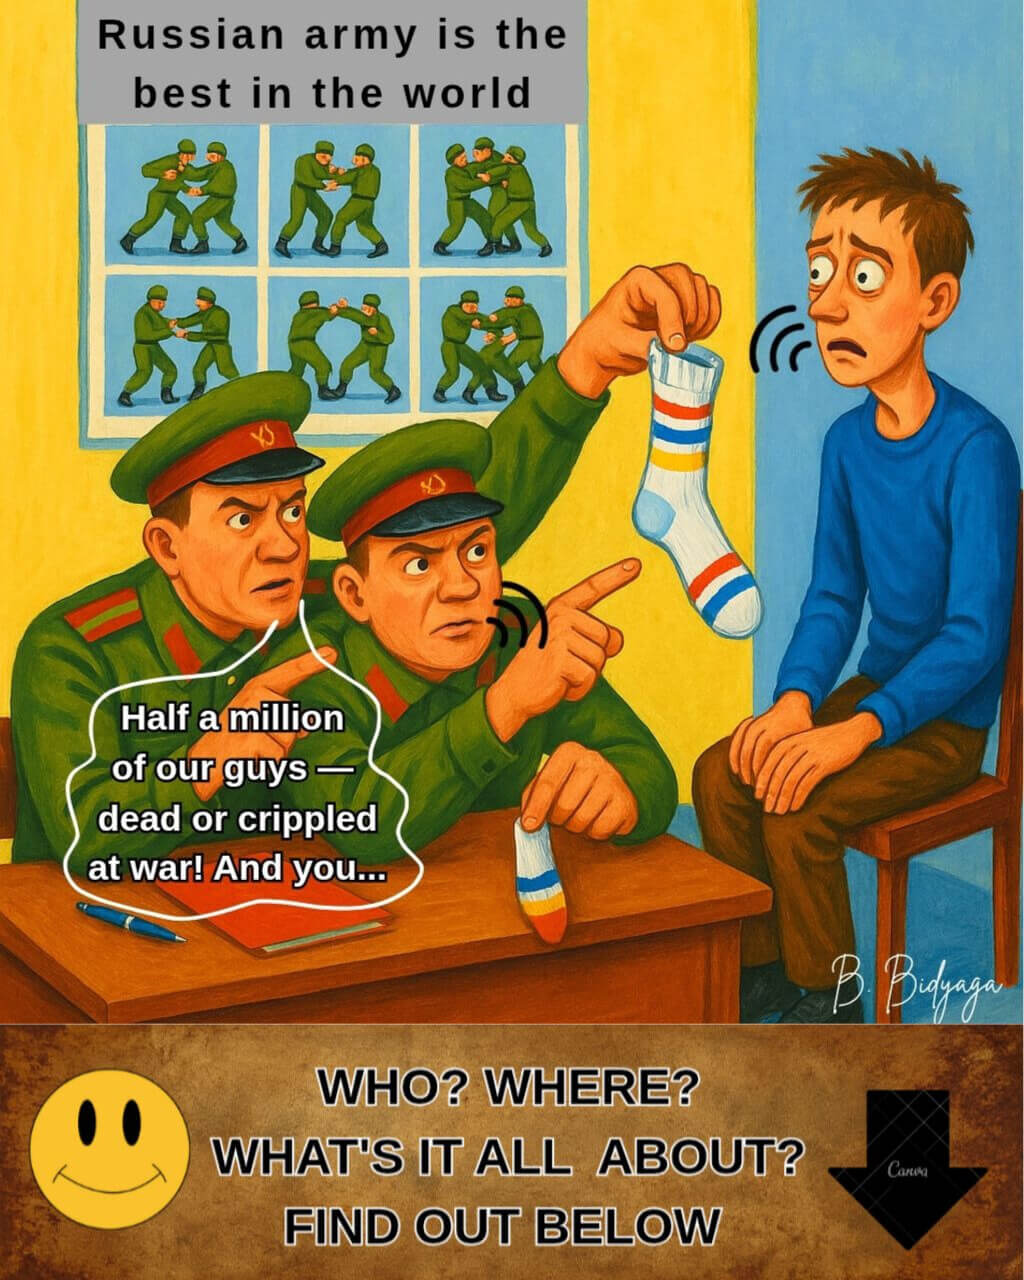 Russian army is the
best in the world
Half a million
of our guys —
dead or crippled
at war! And you...
B. Bidyaga
WHO? WHERE?
WHAT'S IT ALL ABOUT?
FIND OUT BELOW
Canva